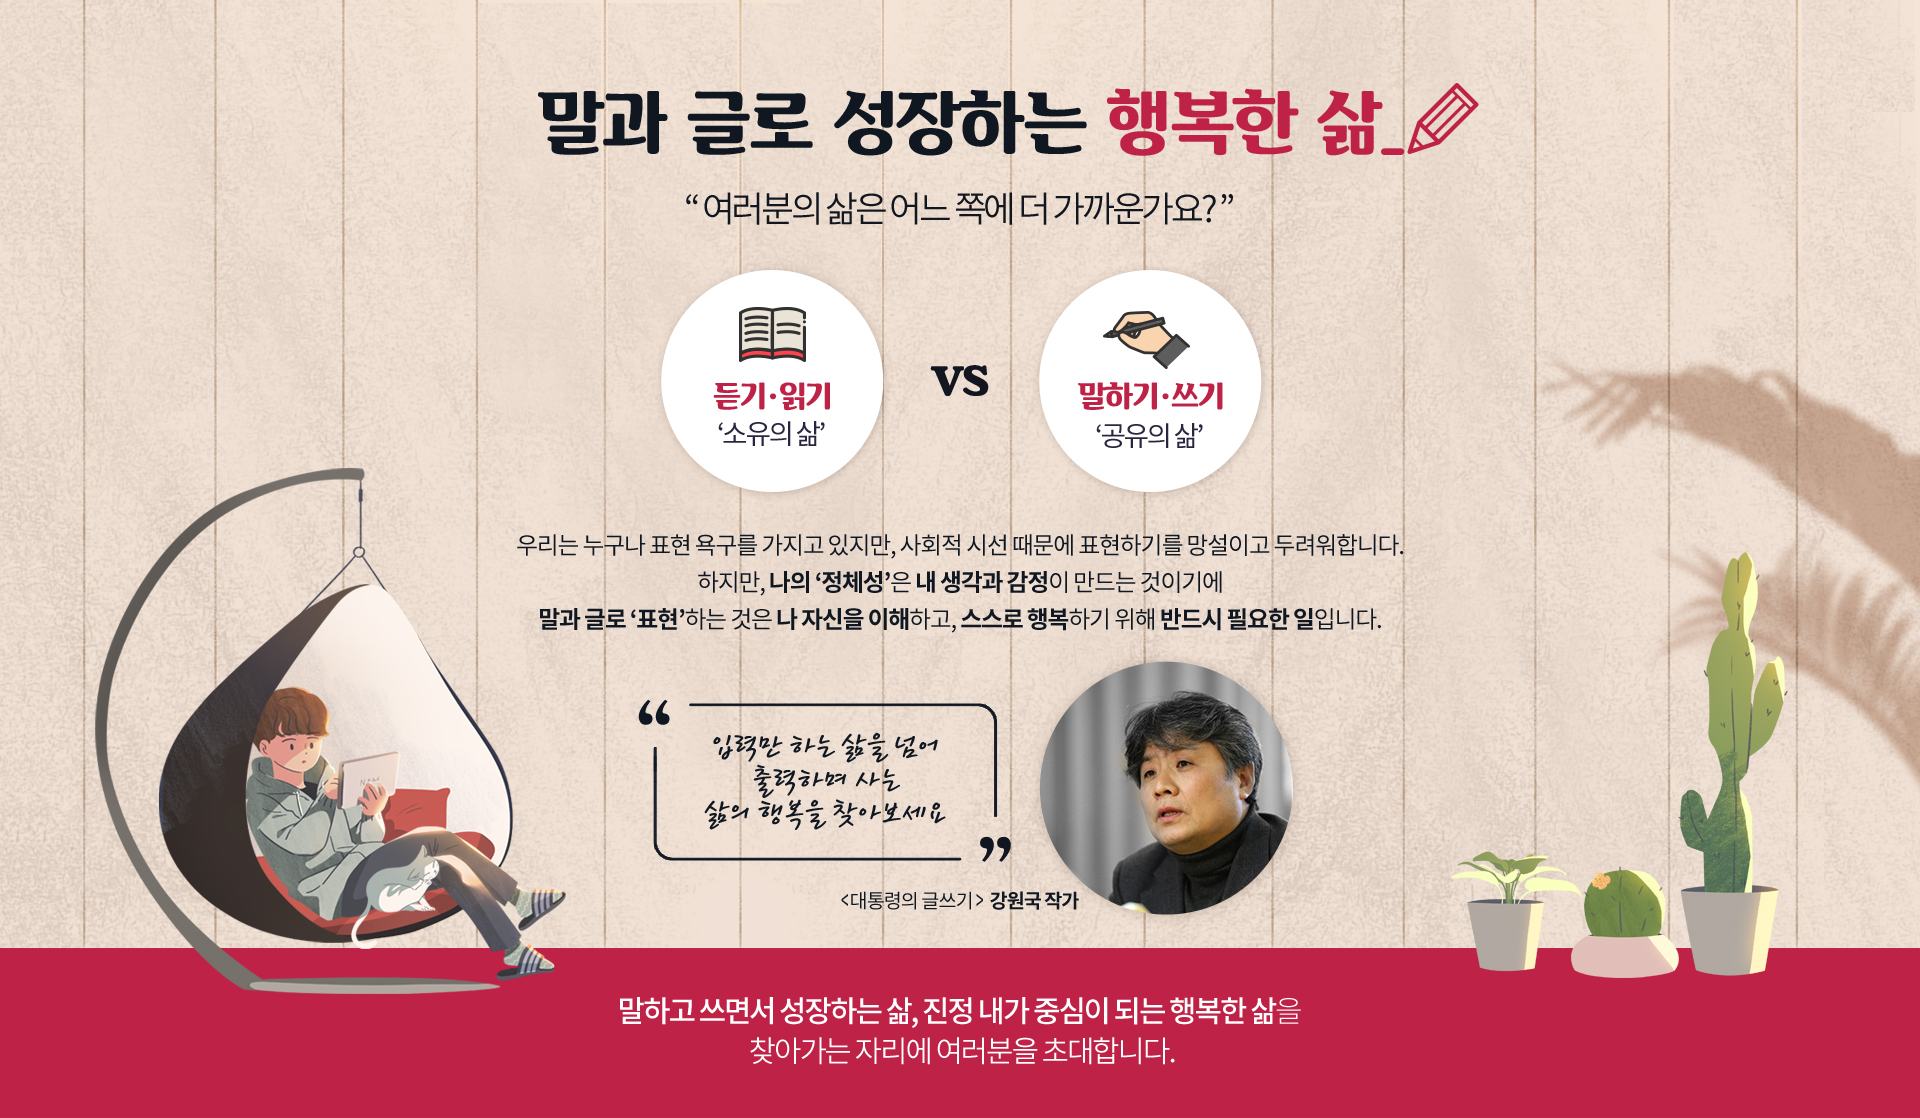 말과 글로 성장하는 행복한 삶_
“ 여러분의 삶은 어느 쪽에 더 가까운가요? ”
듣기·읽기
‘소유의 삶’
vs
말하기·쓰기
‘공유의 삶’
우리는 누구나 표현 욕구를 가지고 있지만, 사회적 시선 때문에 표현하기를 망설이고 두려워합니다.
하지만, 나의 ‘정체성’은 내 생각과 감정이 만드는 것이기에
말과 글로 ‘표현’하는 것은 나 자신을 이해하고, 스스로 행복하기 위해 반드시 필요한 일입니다.
“ 입력만 하는 삶을 넘어
출력하며 사는
삶의 행복을 찾아보세요 ”
<대통령의 글쓰기> 강원국 작가
말하고 쓰면서 성장하는 삶, 진정 내가 중심이 되는 행복한 삶을
찾아가는 자리에 여러분을 초대합니다.